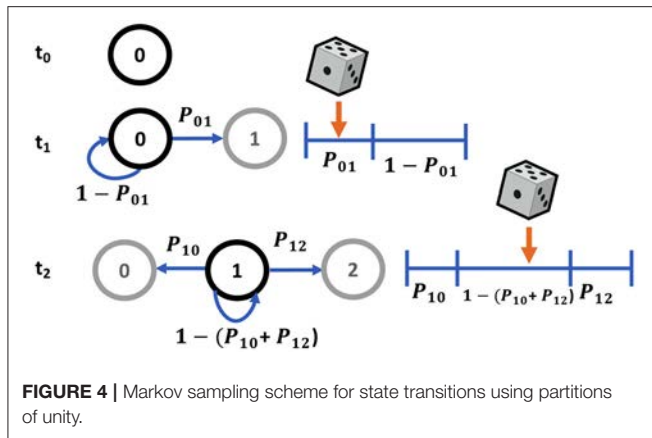 t₀ 0
t₁ 0 P₀₁ 1 P₀₁ 1 − P₀₁
1 − P₀₁
t₂ 0 P₁₀ 1 P₁₂ 2 P₁₀ 1 − (P₁₀ + P₁₂) P₁₂
1 − (P₁₀ + P₁₂)
FIGURE 4 | Markov sampling scheme for state transitions using partitions
of unity.